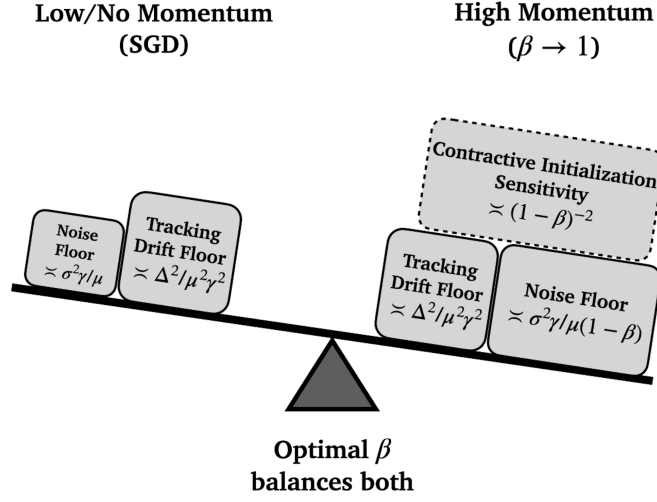 Low/No Momentum
(SGD)
High Momentum
(β → 1)
Noise
Floor
≍ σ²γ/μ
Tracking
Drift Floor
≍ Δ²/μ²γ²
Contractive Initialization
Sensitivity
≍ (1 − β)⁻²
Tracking
Drift Floor
≍ Δ²/μ²γ²
Noise Floor
≍ σ²γ/μ(1 − β)
Optimal β
balances both